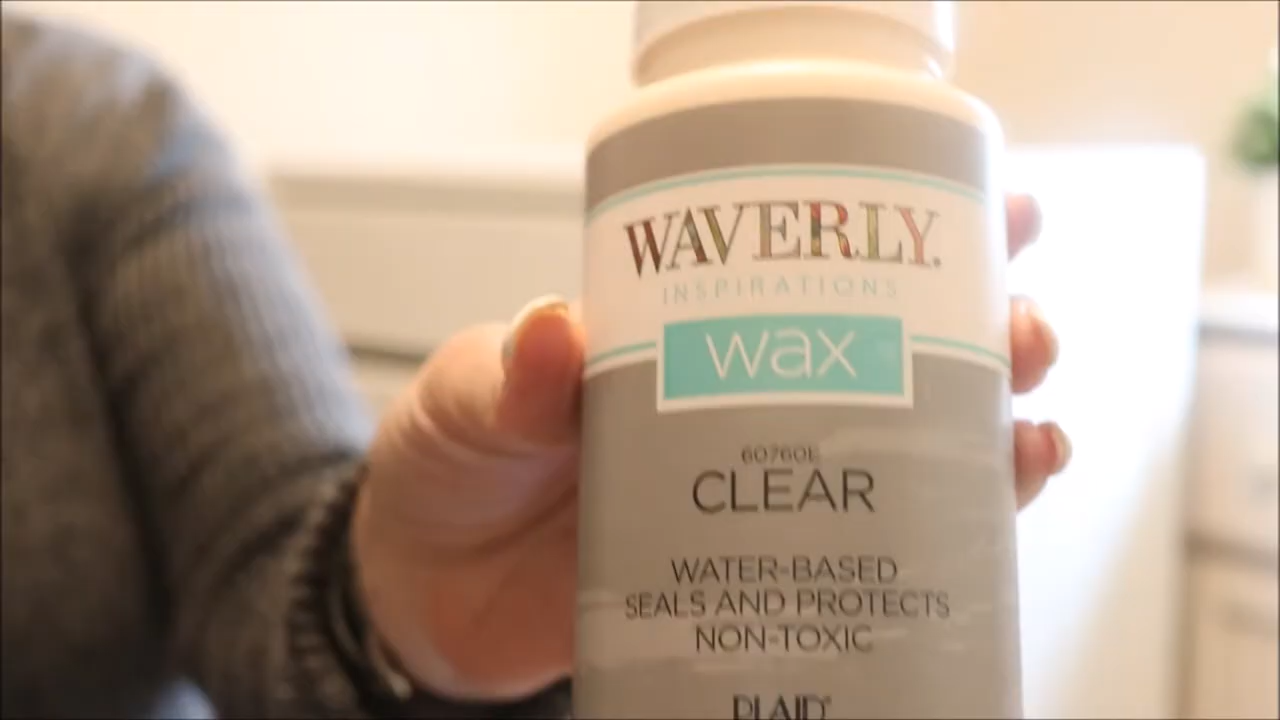 WAVERLY
INSPIRATIONS
wax
60760E
CLEAR
WATER-BASED
SEALS AND PROTECTS
NON-TOXIC
PLAID®